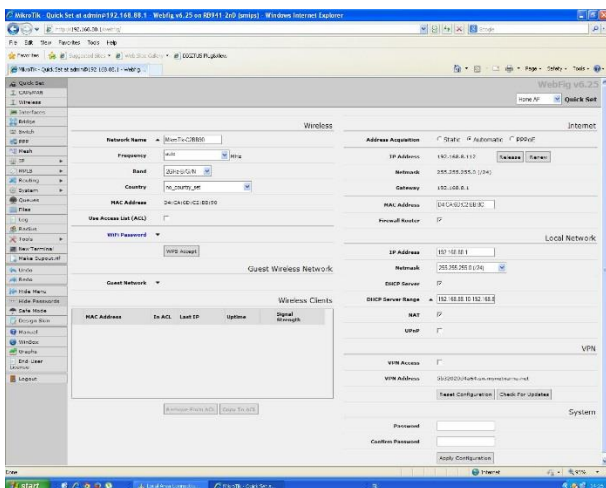 MikroTik - Quick Set at admin@192.168.88.1 - Webfig v6.25 on RB941-2nD (smips) - Windows Internet Explorer
File Edit View Favorites Tools Help
Favorites
Page Safety Tools
WebFig v6.25
Home AP Quick Set
Quick Set
CAPsMAN
Wireless
Interfaces
Bridge
Switch
PPP
Mesh
IP
MPLS
Routing
System
Queues
Files
Log
Radius
Tools
New Terminal
Make Supout.rif
Undo
Redo
Hide Menu
Hide Passwords
Safe Mode
Design Skin
Manual
WinBox
Graphs
End-User License
Logout
Wireless
Network Name
Frequency auto MHz
Band 2GHz-B/G/N
Country no_country_set
MAC Address
Use Access List (ACL)
WiFi Password
WPS Accept
Guest Wireless Network
Guest Network
Wireless Clients
MAC Address In ACL Last IP Uptime Signal Strength
Remove From ACL Copy To ACL
Internet
Address Acquisition Static Automatic PPPoE
IP Address Release Renew
Netmask 255.255.255.0 (/24)
Gateway
MAC Address
Firewall Router
Local Network
IP Address 192.168.88.1
Netmask 255.255.255.0 (/24)
DHCP Server
DHCP Server Range
NAT
UPnP
VPN
VPN Access
VPN Address
Reset Configuration Check For Updates
System
Password
Confirm Password
Apply Configuration
Done Internet 95%
start